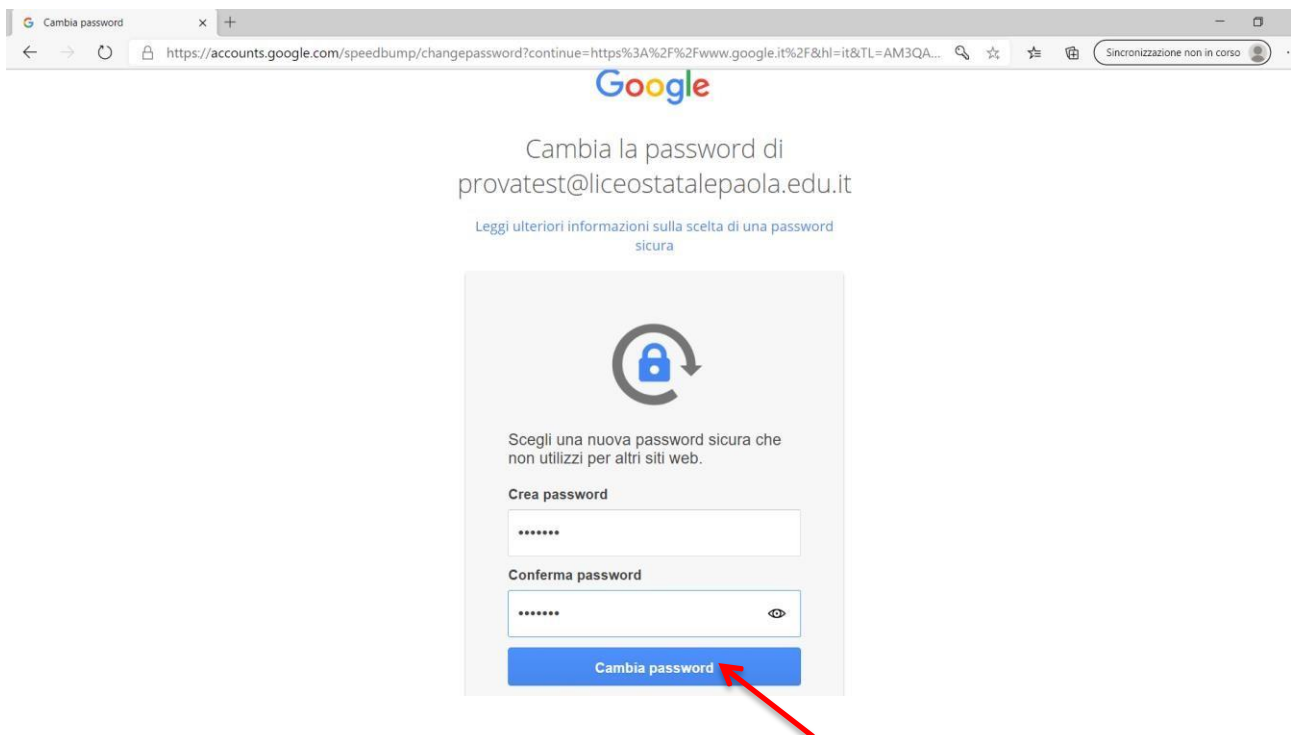 Cambia password
https://accounts.google.com/speedbump/changepassword?continue=https%3A%2F%2Fwww.google.it%2F&hl=it&TL=AM3QA...
Sincronizzazione non in corso
Google
Cambia la password di
provatest@liceostatalepaola.edu.it
Leggi ulteriori informazioni sulla scelta di una password
sicura
Scegli una nuova password sicura che
non utilizzi per altri siti web.
Crea password
•••••••
Conferma password
•••••••
Cambia password